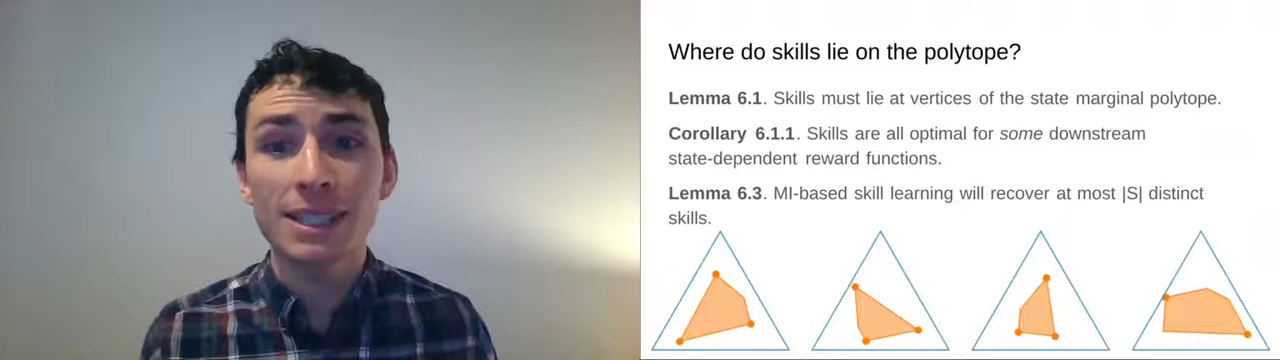 Where do skills lie on the polytope?
Lemma 6.1. Skills must lie at vertices of the state marginal polytope.
Corollary 6.1.1. Skills are all optimal for some downstream
state-dependent reward functions.
Lemma 6.3. MI-based skill learning will recover at most |S| distinct
skills.